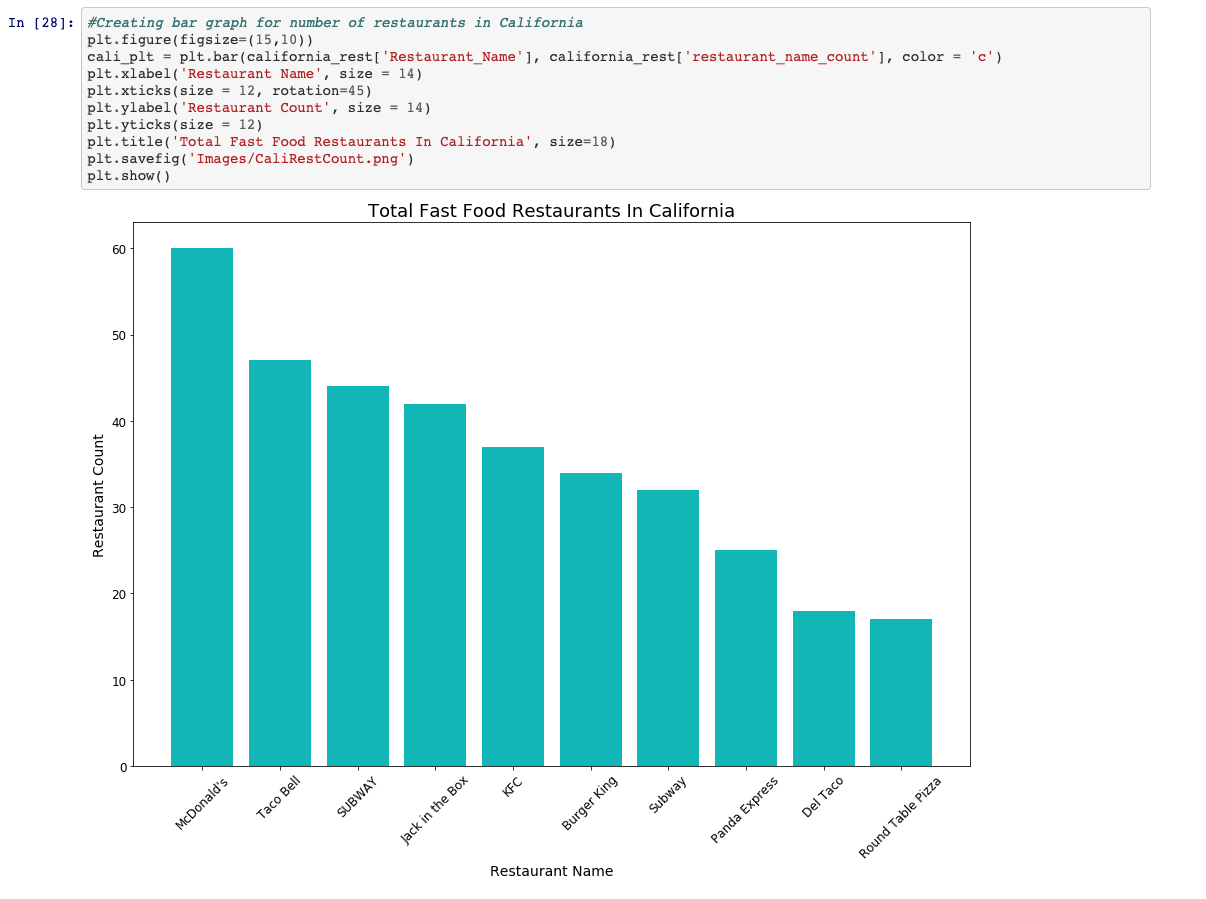 In [28]:
#Creating bar graph for number of restaurants in California
plt.figure(figsize=(15,10))
cali_plt = plt.bar(california_rest['Restaurant_Name'], california_rest['restaurant_name_count'], color = 'c')
plt.xlabel('Restaurant Name', size = 14)
plt.xticks(size = 12, rotation=45)
plt.ylabel('Restaurant Count', size = 14)
plt.yticks(size = 12)
plt.title('Total Fast Food Restaurants In California', size=18)
plt.savefig('Images/CaliRestCount.png')
plt.show()
Total Fast Food Restaurants In California
Restaurant Count
60
50
40
30
20
10
0
McDonald's
Taco Bell
SUBWAY
Jack in the Box
KFC
Burger King
Subway
Panda Express
Del Taco
Round Table Pizza
Restaurant Name